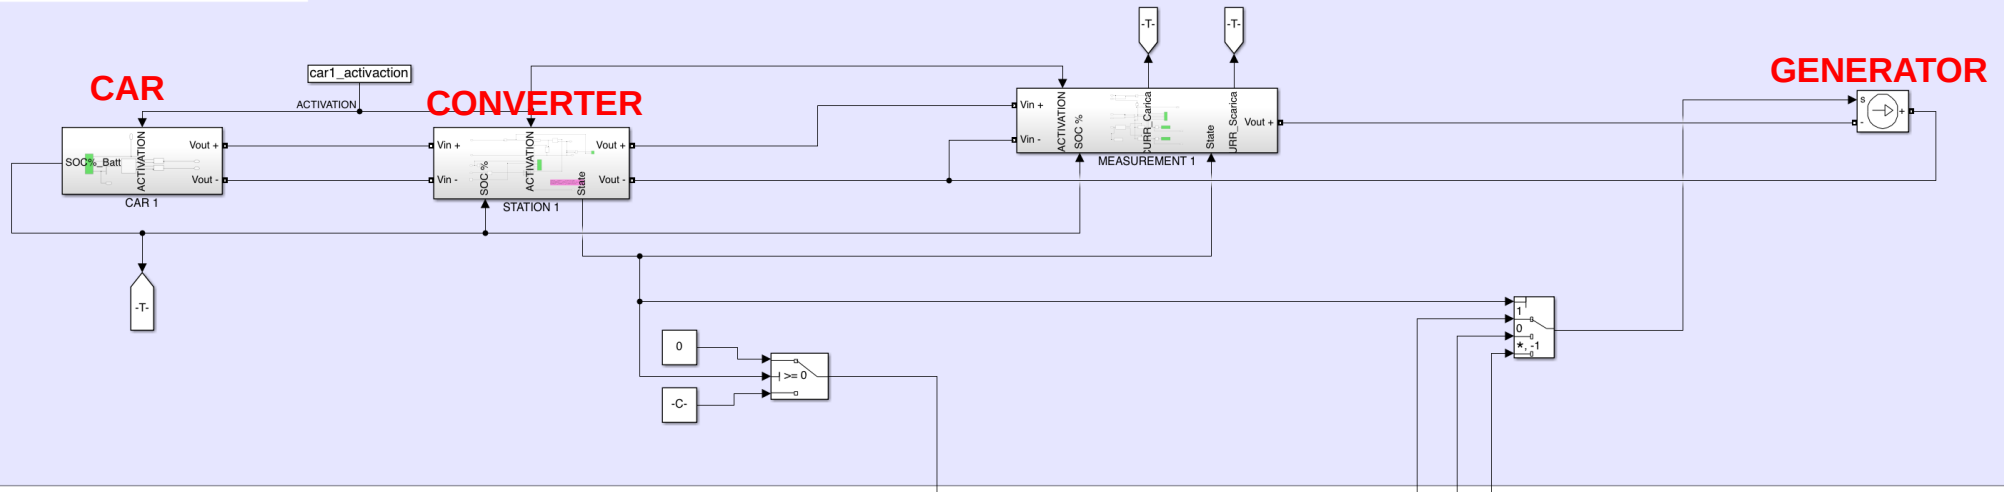 -T-
-T-
GENERATOR
CAR
car1_activaction
CONVERTER
ACTIVATION
s
+
-
Vin +
Vin -
ACTIVATION
SOC %
CURR_Carica
State
URR_Scarica
Vout +
MEASUREMENT 1
SOC%_Batt
ACTIVATION
Vout +
Vout -
CAR 1
Vin +
Vin -
SOC %
ACTIVATION
State
Vout +
Vout -
STATION 1
-T-
1
0
*, -1
0
>= 0
-C-